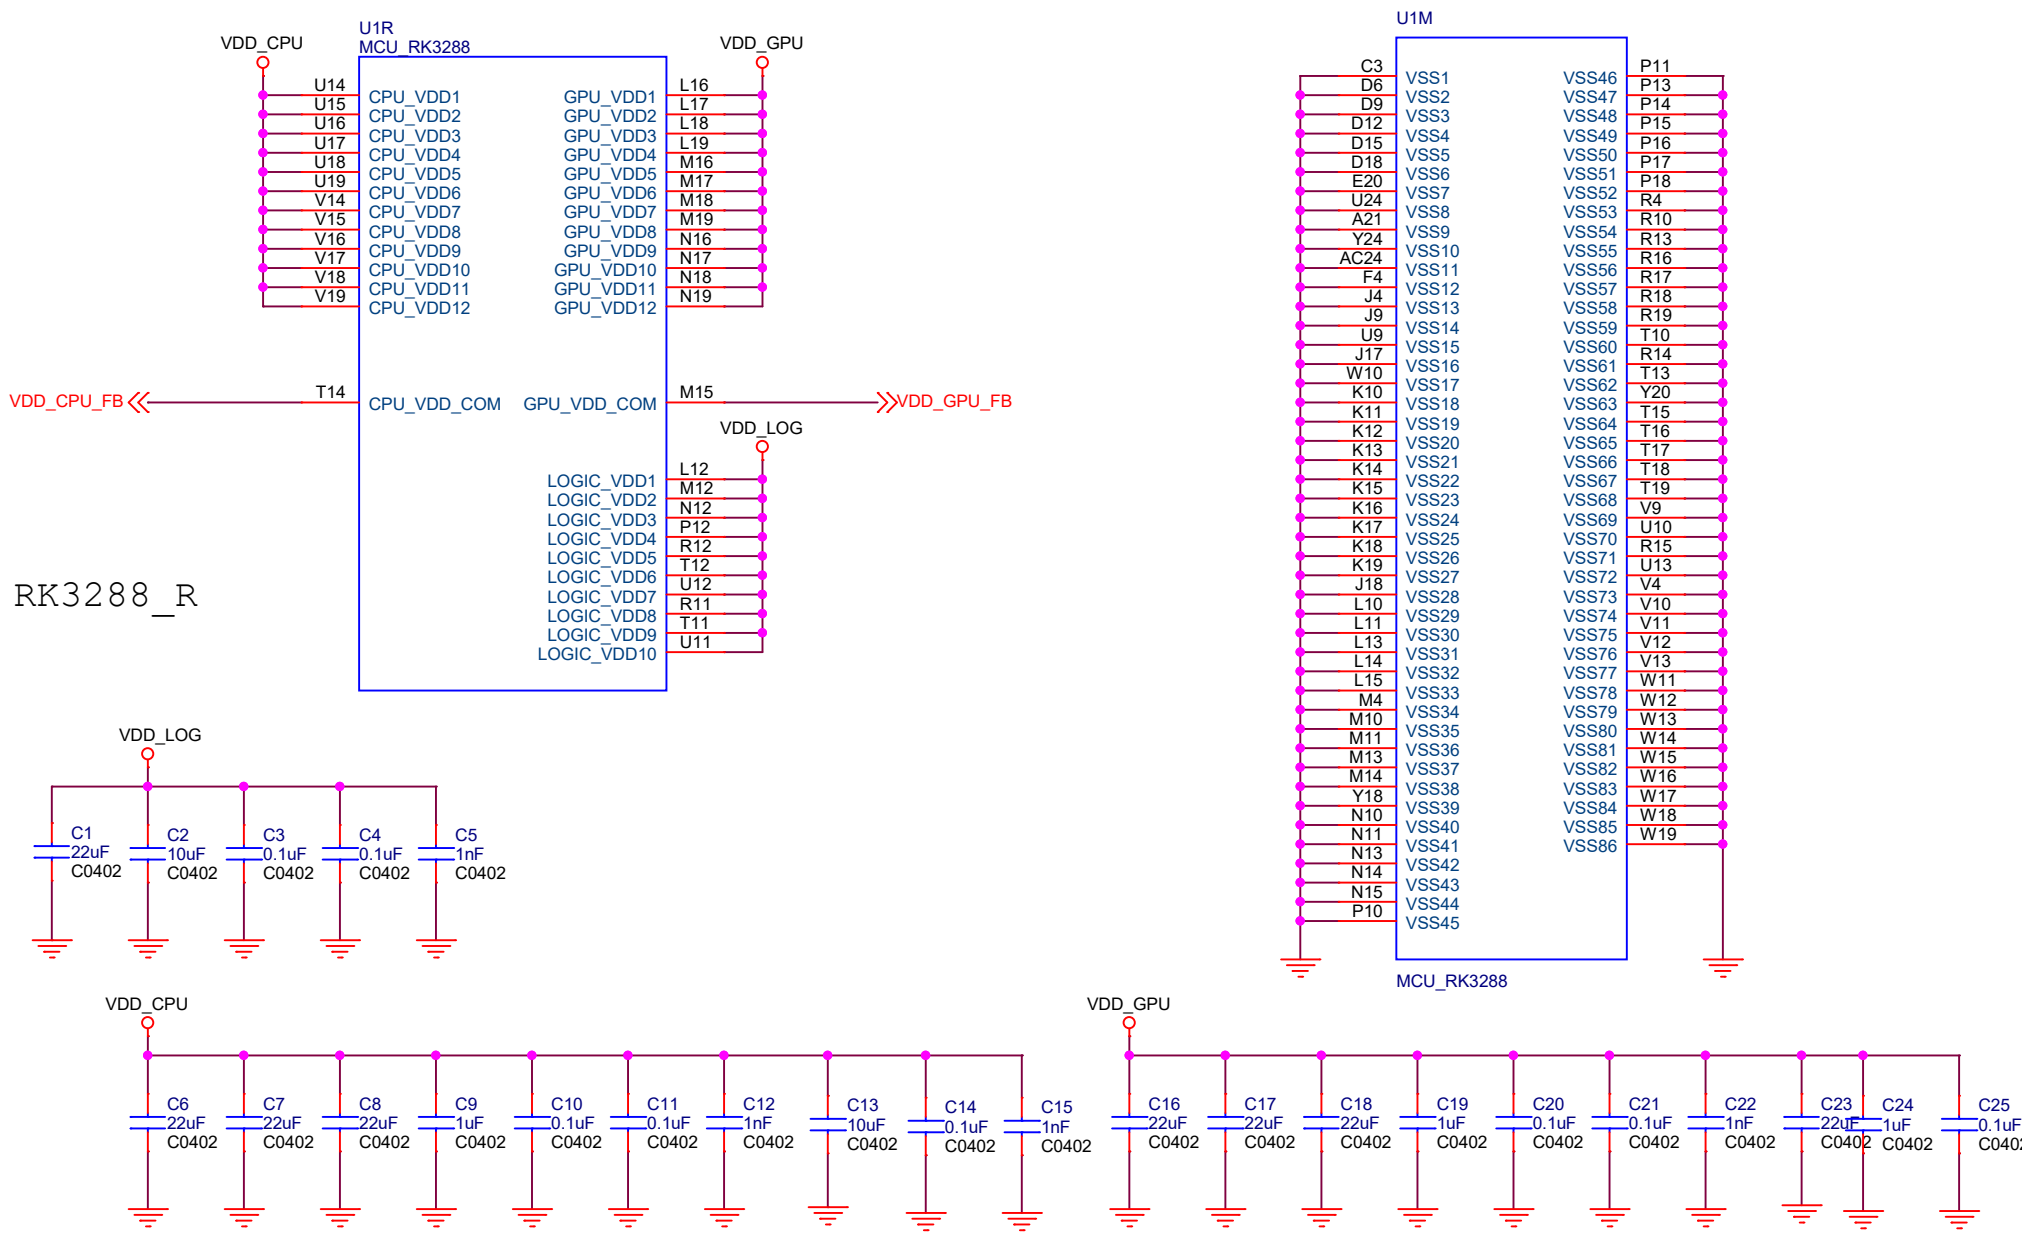 U1R
MCU_RK3288
VDD_CPU
VDD_GPU
U14 CPU_VDD1 GPU_VDD1 L16
U15 CPU_VDD2 GPU_VDD2 L17
U16 CPU_VDD3 GPU_VDD3 L18
U17 CPU_VDD4 GPU_VDD4 L19
U18 CPU_VDD5 GPU_VDD5 M16
U19 CPU_VDD6 GPU_VDD6 M17
V14 CPU_VDD7 GPU_VDD7 M18
V15 CPU_VDD8 GPU_VDD8 M19
V16 CPU_VDD9 GPU_VDD9 N16
V17 CPU_VDD10 GPU_VDD10 N17
V18 CPU_VDD11 GPU_VDD11 N18
V19 CPU_VDD12 GPU_VDD12 N19
VDD_CPU_FB T14 CPU_VDD_COM GPU_VDD_COM M15 VDD_GPU_FB
VDD_LOG
LOGIC_VDD1 L12
LOGIC_VDD2 M12
LOGIC_VDD3 N12
LOGIC_VDD4 P12
LOGIC_VDD5 R12
LOGIC_VDD6 T12
LOGIC_VDD7 U12
LOGIC_VDD8 R11
LOGIC_VDD9 T11
LOGIC_VDD10 U11
RK3288_R
U1M
C3 VSS1 VSS46 P11
D6 VSS2 VSS47 P13
D9 VSS3 VSS48 P14
D12 VSS4 VSS49 P15
D15 VSS5 VSS50 P16
D18 VSS6 VSS51 P17
E20 VSS7 VSS52 P18
U24 VSS8 VSS53 R4
A21 VSS9 VSS54 R10
Y24 VSS10 VSS55 R13
AC24 VSS11 VSS56 R16
F4 VSS12 VSS57 R17
J4 VSS13 VSS58 R18
J9 VSS14 VSS59 R19
U9 VSS15 VSS60 T10
J17 VSS16 VSS61 R14
W10 VSS17 VSS62 T13
K10 VSS18 VSS63 Y20
K11 VSS19 VSS64 T15
K12 VSS20 VSS65 T16
K13 VSS21 VSS66 T17
K14 VSS22 VSS67 T18
K15 VSS23 VSS68 T19
K16 VSS24 VSS69 V9
K17 VSS25 VSS70 U10
K18 VSS26 VSS71 R15
K19 VSS27 VSS72 U13
J18 VSS28 VSS73 V4
L10 VSS29 VSS74 V10
L11 VSS30 VSS75 V11
L13 VSS31 VSS76 V12
L14 VSS32 VSS77 V13
L15 VSS33 VSS78 W11
M4 VSS34 VSS79 W12
M10 VSS35 VSS80 W13
M11 VSS36 VSS81 W14
M13 VSS37 VSS82 W15
M14 VSS38 VSS83 W16
Y18 VSS39 VSS84 W17
N10 VSS40 VSS85 W18
N11 VSS41 VSS86 W19
N13 VSS42
N14 VSS43
N15 VSS44
P10 VSS45
MCU_RK3288
VDD_LOG
C1 C2 C3 C4 C5
22uF 10uF 0.1uF 0.1uF 1nF
C0402 C0402 C0402 C0402 C0402
VDD_CPU
C6 C7 C8 C9 C10 C11 C12 C13 C14 C15
22uF 22uF 22uF 1uF 0.1uF 0.1uF 1nF 10uF 0.1uF 1nF
C0402 C0402 C0402 C0402 C0402 C0402 C0402 C0402 C0402 C0402
VDD_GPU
C16 C17 C18 C19 C20 C21 C22 C23 C24 C25
22uF 22uF 22uF 1uF 0.1uF 0.1uF 1nF 22uF 1uF 0.1uF
C0402 C0402 C0402 C0402 C0402 C0402 C0402 C0402 C0402 C0402